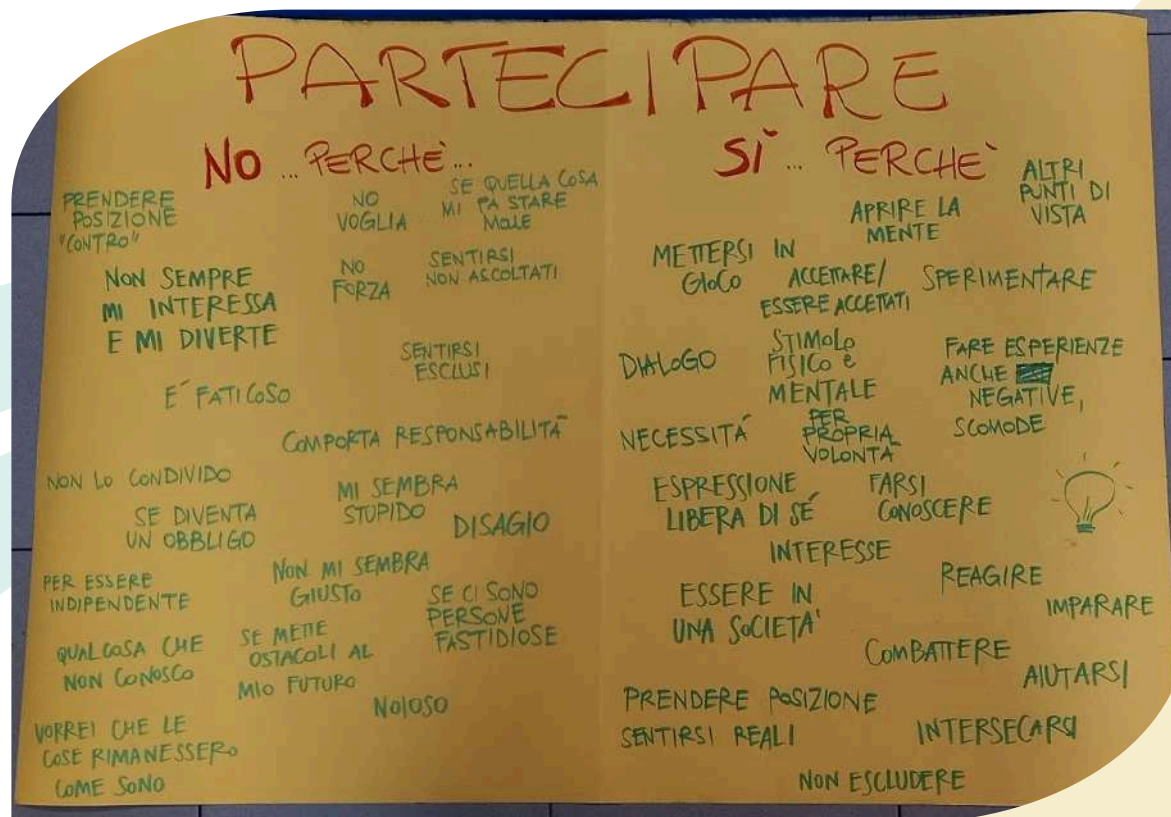 PARTECIPARE
NO ... PERCHÈ ...
PRENDERE
POSIZIONE
"CONTRO"
NO
VOGLIA
SE QUELLA COSA
MI FA STARE
MALE
NON SEMPRE
MI INTERESSA
E MI DIVERTE
NO
FORZA
SENTIRSI
NON ASCOLTATI
SENTIRSI
ESCLUSI
E' FATICOSO
COMPORTA RESPONSABILITÀ
NON LO CONDIVIDO
MI SEMBRA
STUPIDO
SE DIVENTA
UN OBBLIGO
DISAGIO
PER ESSERE
INDIPENDENTE
NON MI SEMBRA
GIUSTO
SE CI SONO
PERSONE
FASTIDIOSE
QUALCOSA CHE
NON CONOSCO
SE METTE
OSTACOLI AL
MIO FUTURO
NOIOSO
VORREI CHE LE
COSE RIMANESSERO
COME SONO
SÌ ... PERCHÈ
ALTRI
PUNTI DI
VISTA
APRIRE LA
MENTE
METTERSI IN
GIOCO
ACCETTARE/
ESSERE ACCETTATI
SPERIMENTARE
DIALOGO
STIMOLO
FISICO e
MENTALE
FARE ESPERIENZE
ANCHE
NEGATIVE,
SCOMODE
NECESSITÁ
PER
PROPRIA
VOLONTÀ
ESPRESSIONE
LIBERA DI SÉ
FARSI
CONOSCERE
INTERESSE
REAGIRE
ESSERE IN
UNA SOCIETA'
IMPARARE
COMBATTERE
AIUTARSI
PRENDERE POSIZIONE
SENTIRSI REALI
INTERSECARSI
NON ESCLUDERE